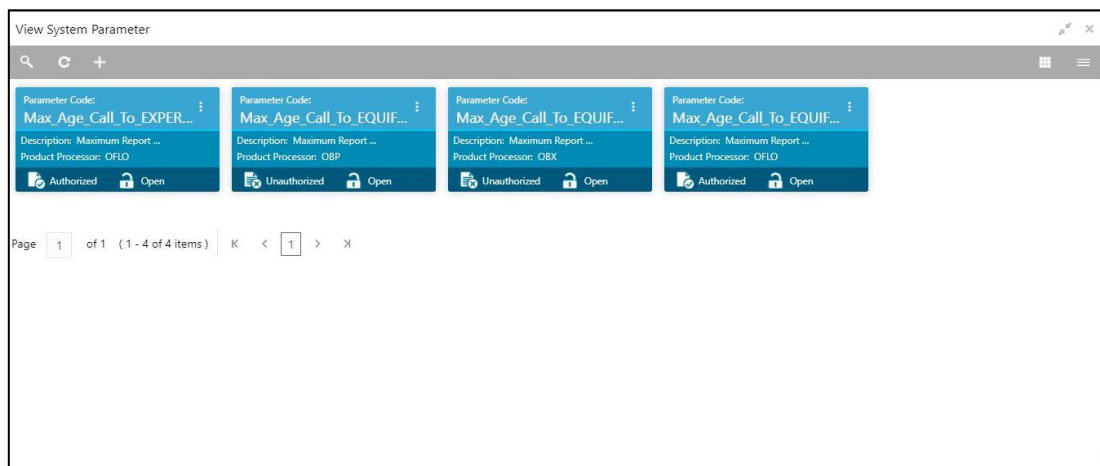 View System Parameter
Parameter Code:
Max_Age_Call_To_EXPER...
Description: Maximum Report ...
Product Processor: OFLO
Authorized Open
Parameter Code:
Max_Age_Call_To_EQUIF...
Description: Maximum Report ...
Product Processor: OBP
Unauthorized Open
Parameter Code:
Max_Age_Call_To_EQUIF...
Description: Maximum Report ...
Product Processor: OBX
Unauthorized Open
Parameter Code:
Max_Age_Call_To_EQUIF...
Description: Maximum Report ...
Product Processor: OFLO
Authorized Open
Page 1 of 1 (1 - 4 of 4 items) 1